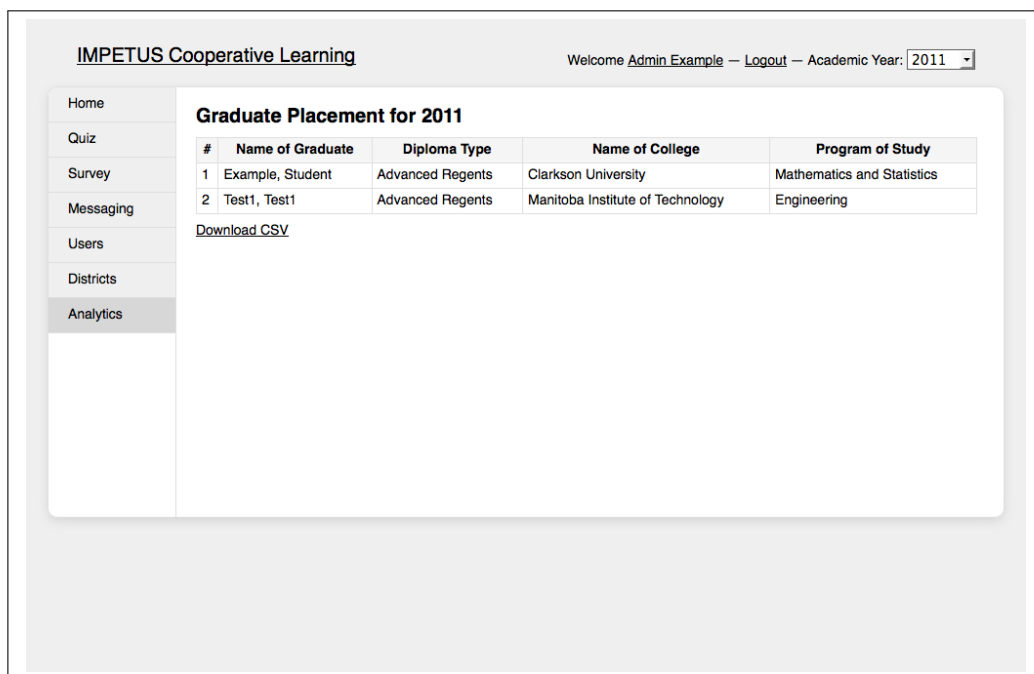 IMPETUS Cooperative Learning
Welcome Admin Example — Logout — Academic Year: 2011
Home
Quiz
Survey
Messaging
Users
Districts
Analytics
Graduate Placement for 2011
# Name of Graduate Diploma Type Name of College Program of Study
1 Example, Student Advanced Regents Clarkson University Mathematics and Statistics
2 Test1, Test1 Advanced Regents Manitoba Institute of Technology Engineering
Download CSV